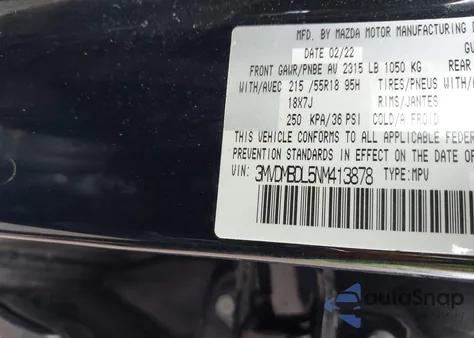 MFD. BY MAZDA MOTOR MANUFACTURING
DATE 02/22
FRONT GAWR/PNBE AV 2315 LB 1050 KG REAR
WITH/AVEC 215 /55R18 95H TIRES/PNEUS WITH
18X7J RIMS/JANTES
250 KPA/36 PSI COLD/A FROID
THIS VEHICLE CONFORMS TO ALL APPLICABLE
PREVENTION STANDARDS IN EFFECT ON THE DATE
VIN: 3MVDMBDL5NM413878 TYPE:MPV
autoSnap